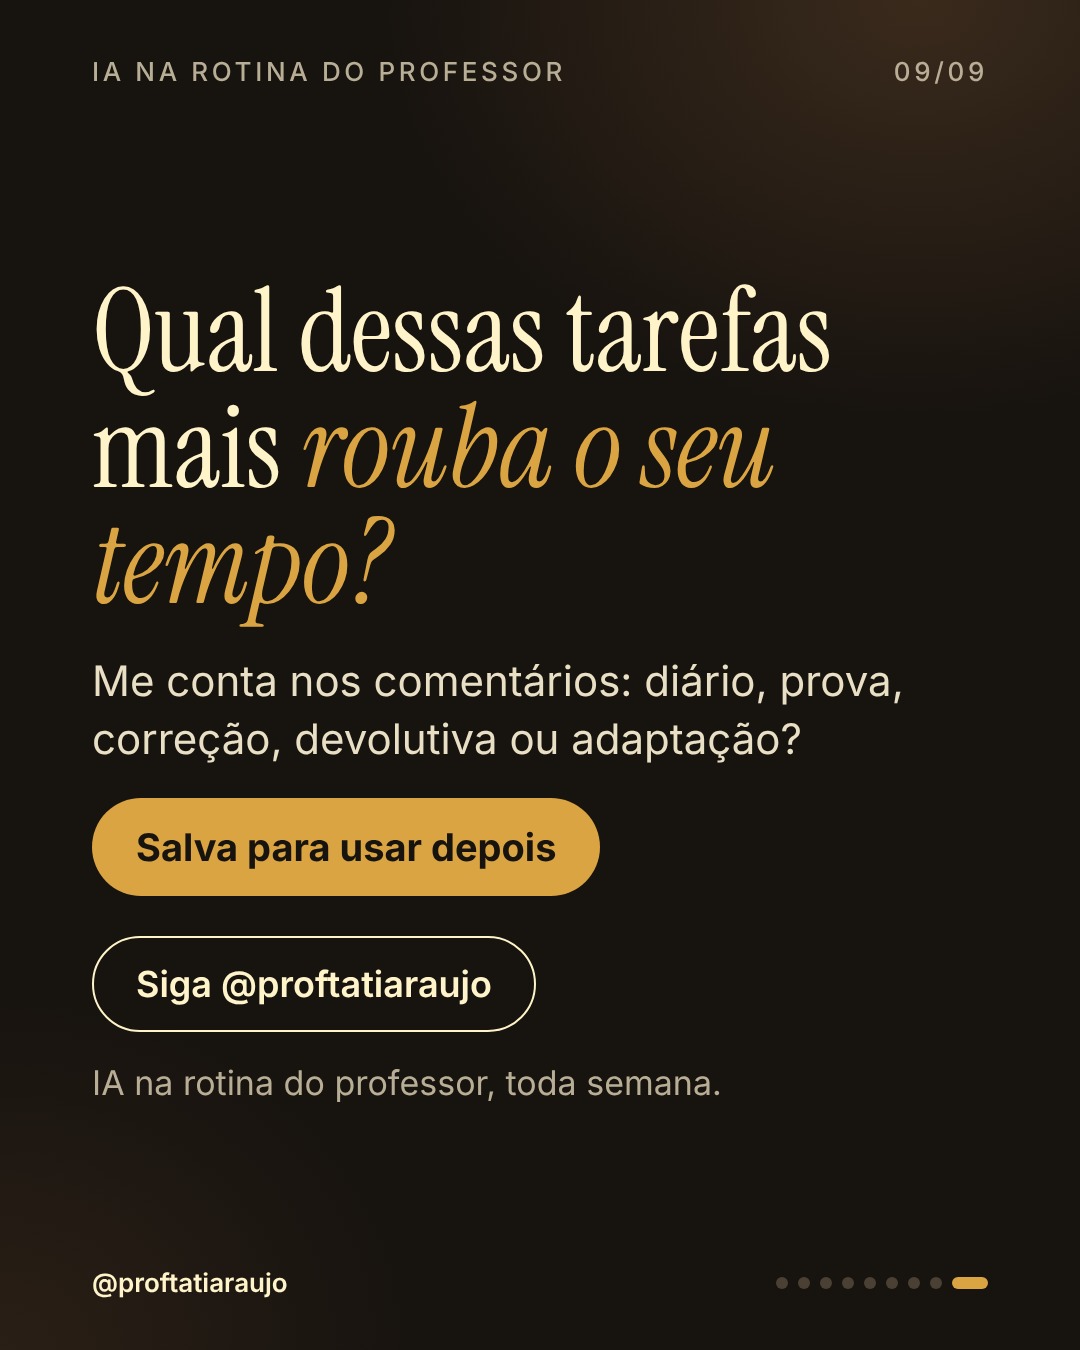 IA NA ROTINA DO PROFESSOR
09/09
Qual dessas tarefas
mais rouba o seu
tempo?
Me conta nos comentários: diário, prova,
correção, devolutiva ou adaptação?
Salva para usar depois
Siga @proftatiaraujo
IA na rotina do professor, toda semana.
@proftatiaraujo